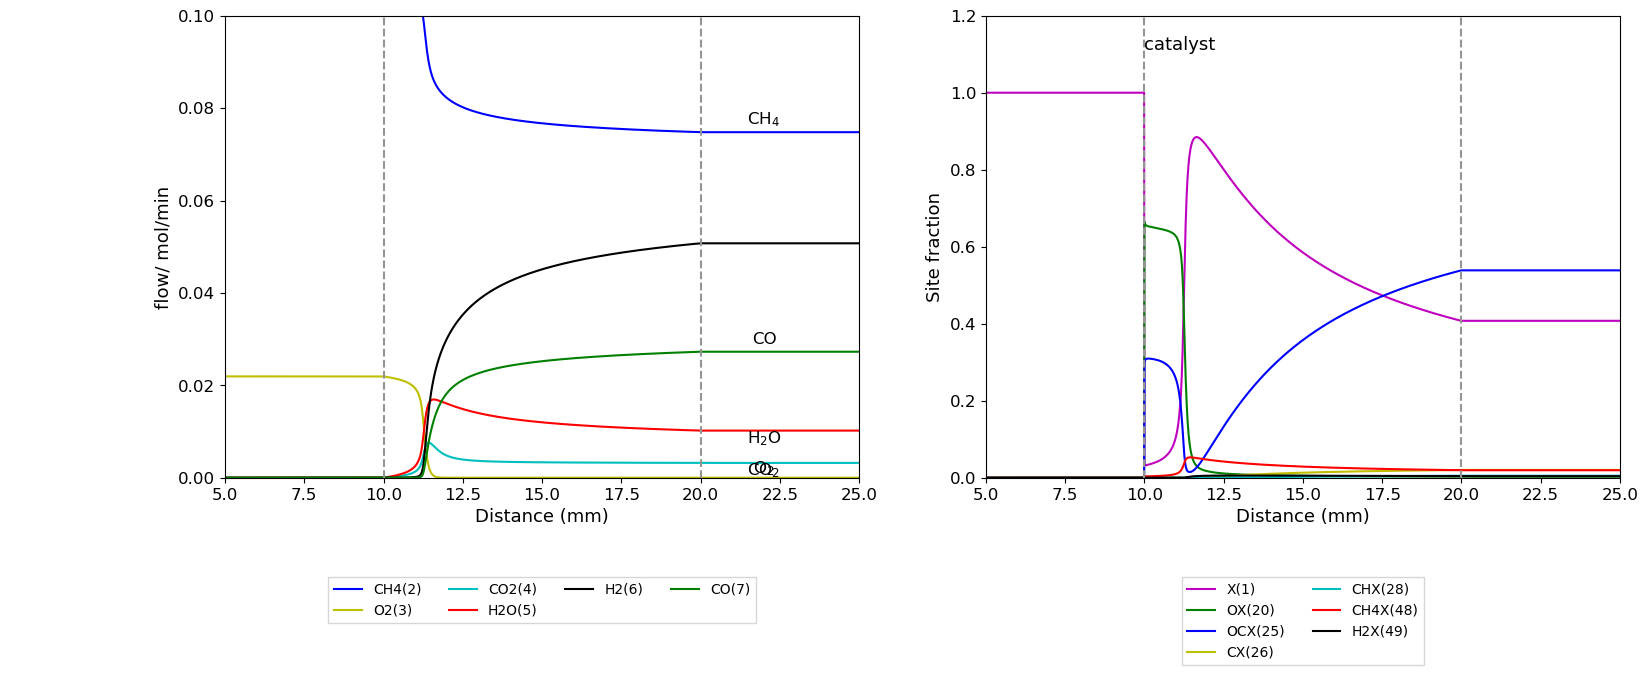 0.10
0.08
0.06
0.04
0.02
0.00
flow/ mol/min
CH₄
CO
H₂O
O₂
CO₂
5.0 7.5 10.0 12.5 15.0 17.5 20.0 22.5 25.0
Distance (mm)
CH4(2) CO2(4) H2(6) CO(7)
O2(3) H2O(5)
1.2
1.0
0.8
0.6
0.4
0.2
0.0
Site fraction
catalyst
5.0 7.5 10.0 12.5 15.0 17.5 20.0 22.5 25.0
Distance (mm)
X(1) CHX(28)
OX(20) CH4X(48)
OCX(25) H2X(49)
CX(26)